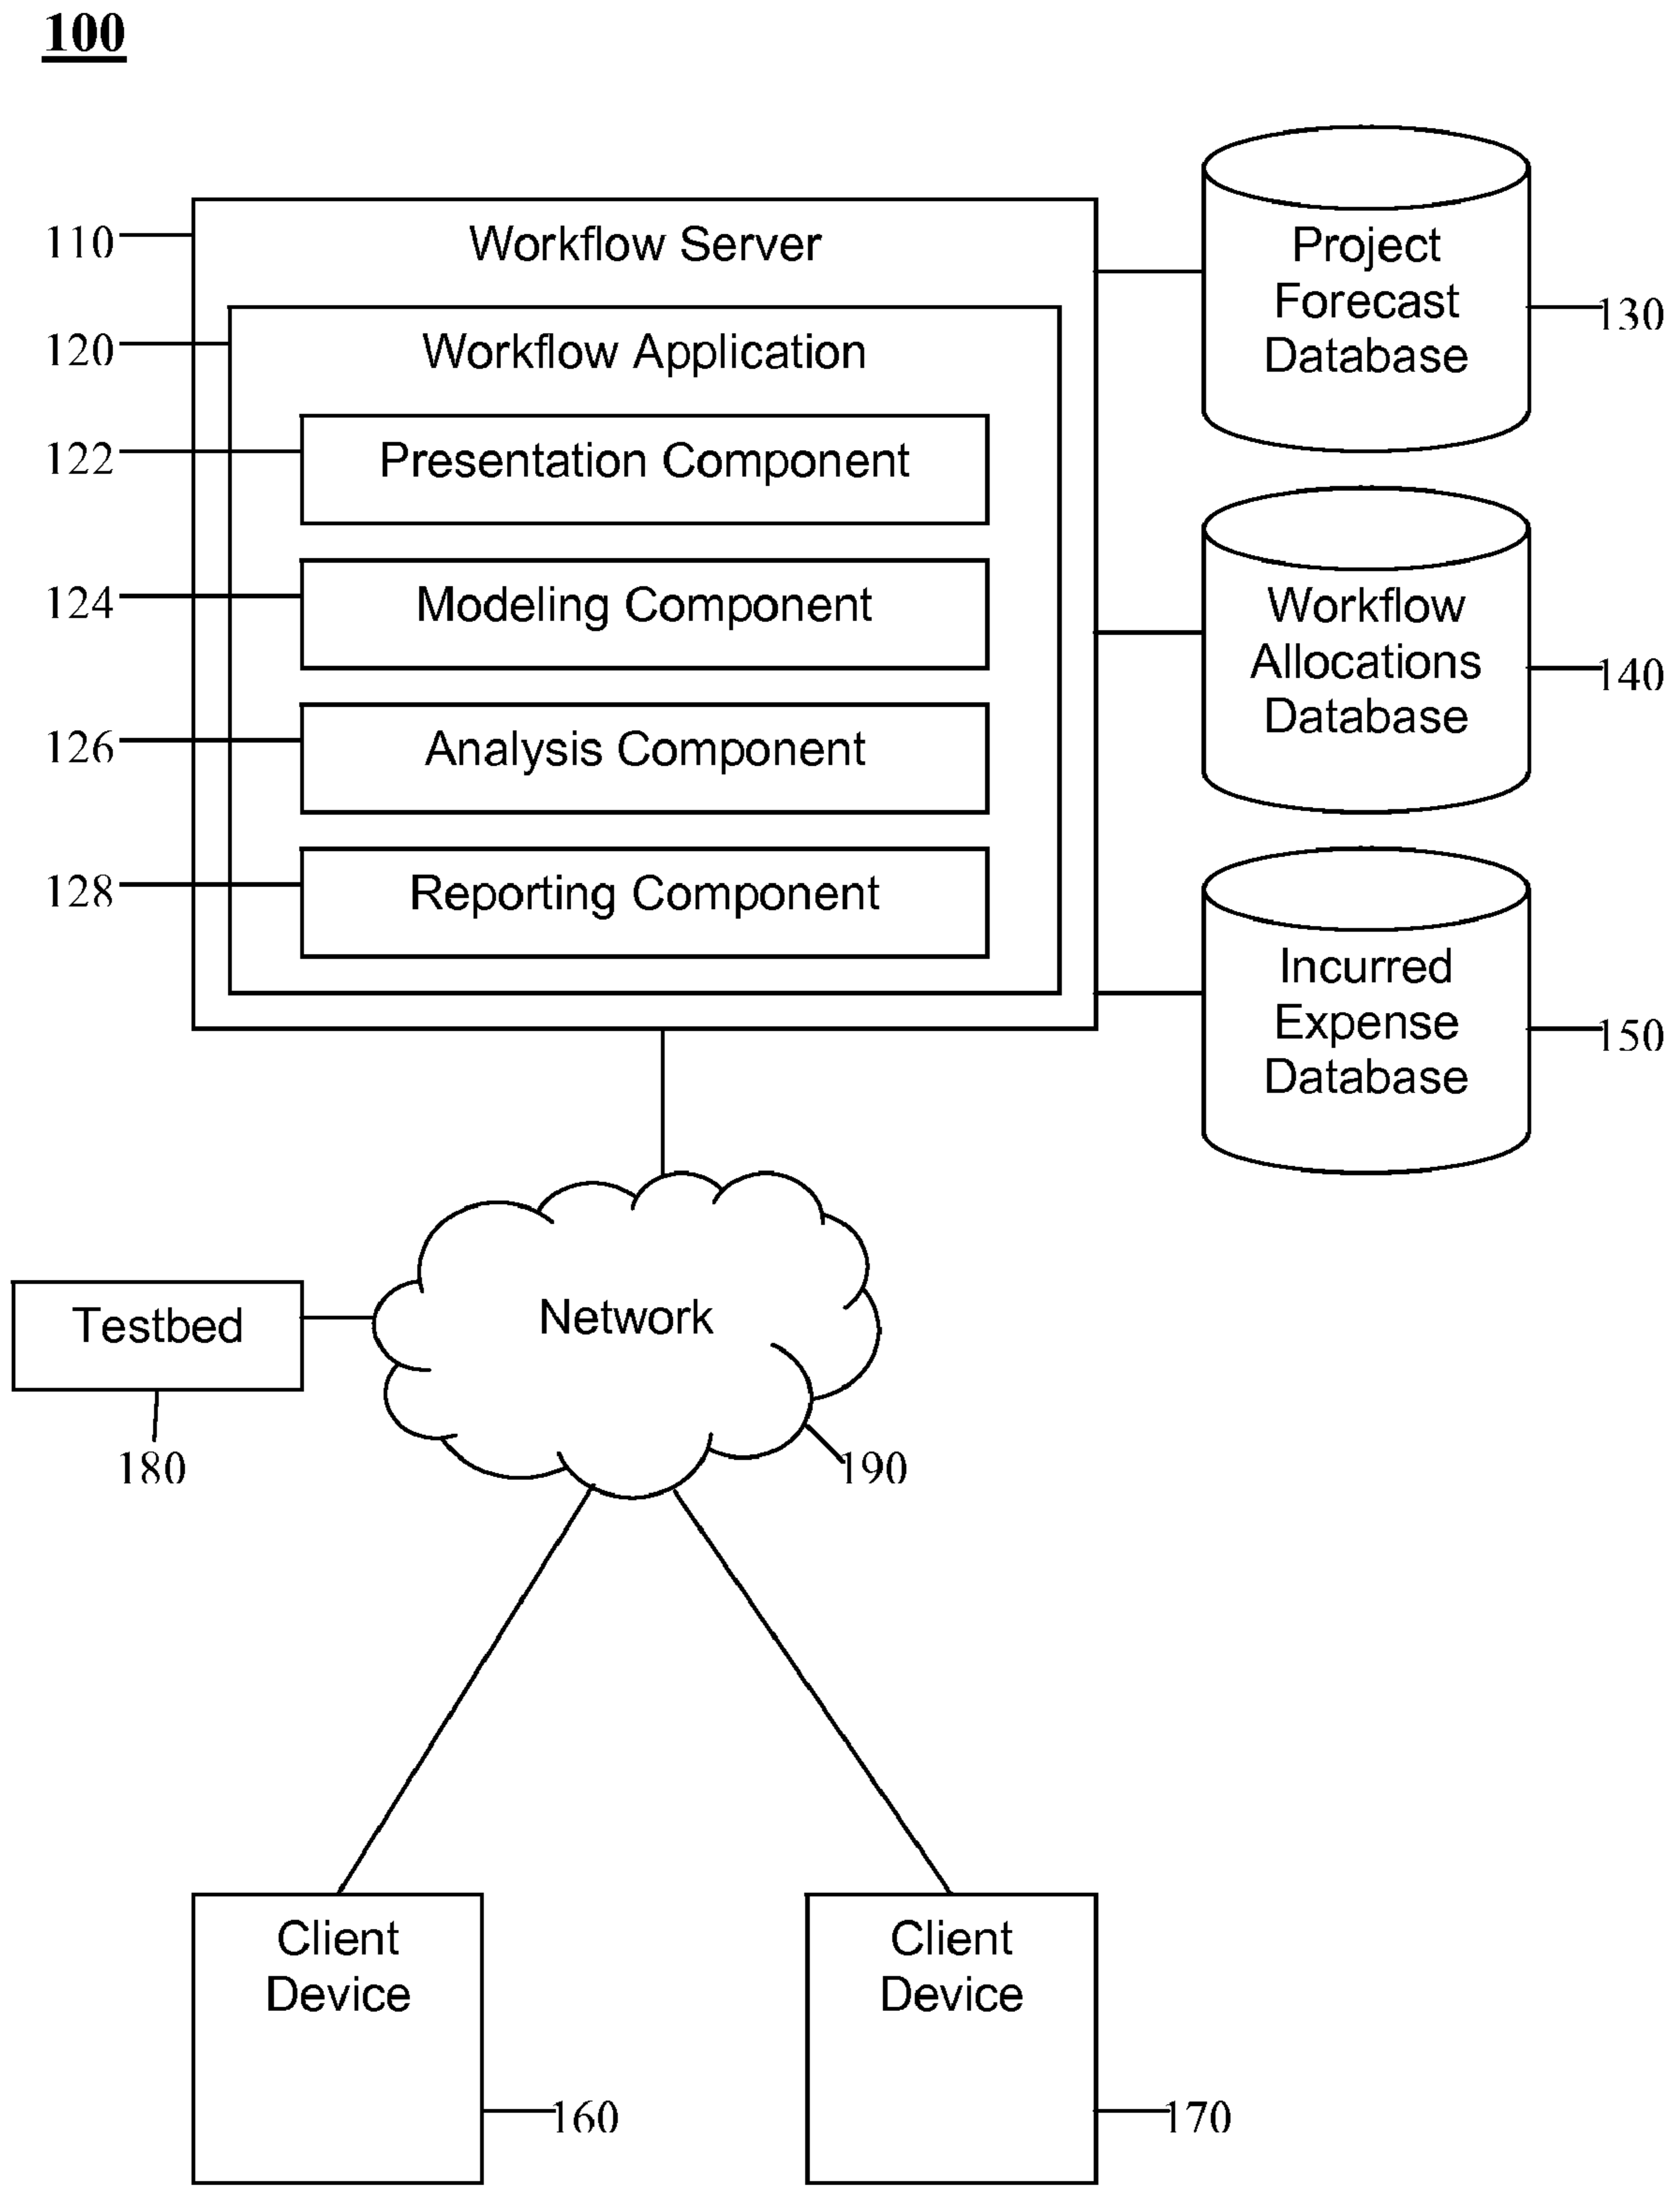 100
110
Workflow Server
120
Workflow Application
122
Presentation Component
124
Modeling Component
126
Analysis Component
128
Reporting Component
Project
Forecast
Database
130
Workflow
Allocations
Database
140
Incurred
Expense
Database
150
Testbed
180
Network
190
Client
Device
160
Client
Device
170